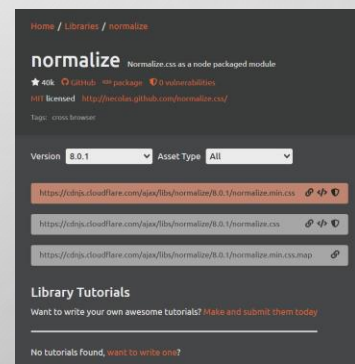 Home / Libraries / normalize
normalize Normalize.css as a node packaged module
40k GitHub package 0 vulnerabilities
MIT licensed http://necolas.github.com/normalize.css/
Tags: cross browser
Version 8.0.1 Asset Type All
https://cdnjs.cloudflare.com/ajax/libs/normalize/8.0.1/normalize.min.css
https://cdnjs.cloudflare.com/ajax/libs/normalize/8.0.1/normalize.css
https://cdnjs.cloudflare.com/ajax/libs/normalize/8.0.1/normalize.min.css.map
Library Tutorials
Want to write your own awesome tutorials? Make and submit them today
No tutorials found, want to write one?